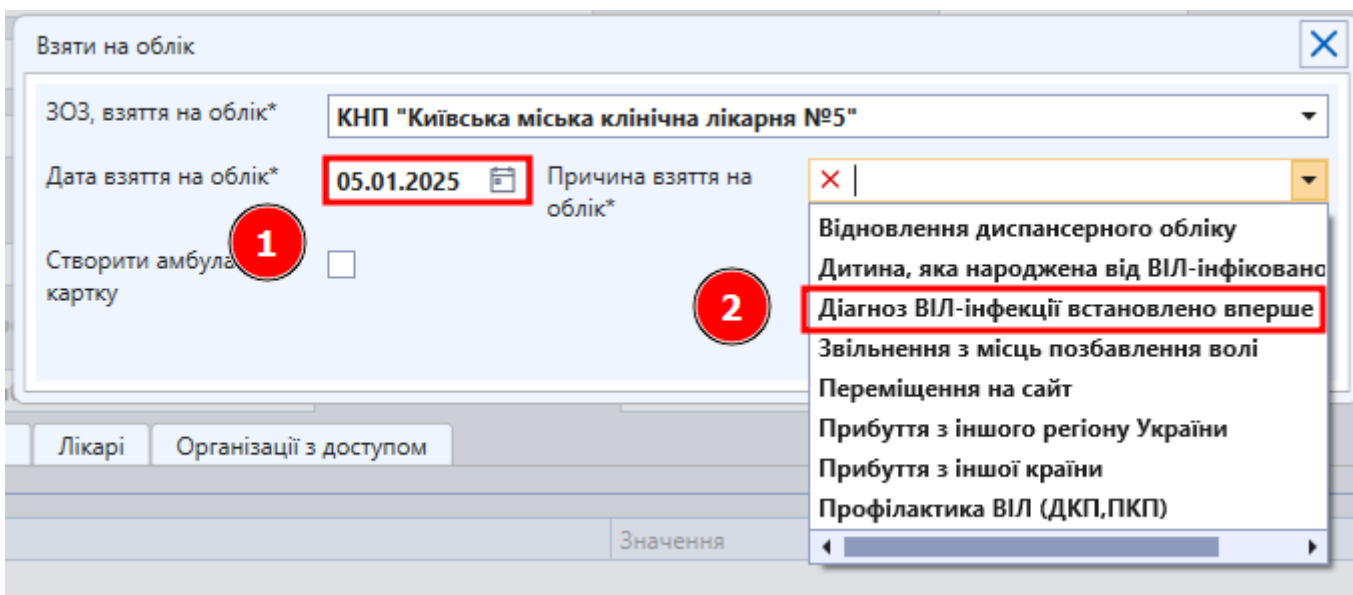 Взяти на облік
ЗОЗ, взяття на облік*
КНП "Київська міська клінічна лікарня №5"
Дата взяття на облік*
05.01.2025
Причина взяття на
облік*
1
Створити
картку
2
Відновлення диспансерного обліку
Дитина, яка народжена від
Діагноз ВІЛ-інфекції встановлено вперше
Звільнення з місць позбавлення волі
Переміщення на сайт
Прибуття з іншого регіону України
Прибуття з іншої країни
Профілактика ВІЛ (ДКП,ПКП)
Лікарі
Організації з доступом
Значення